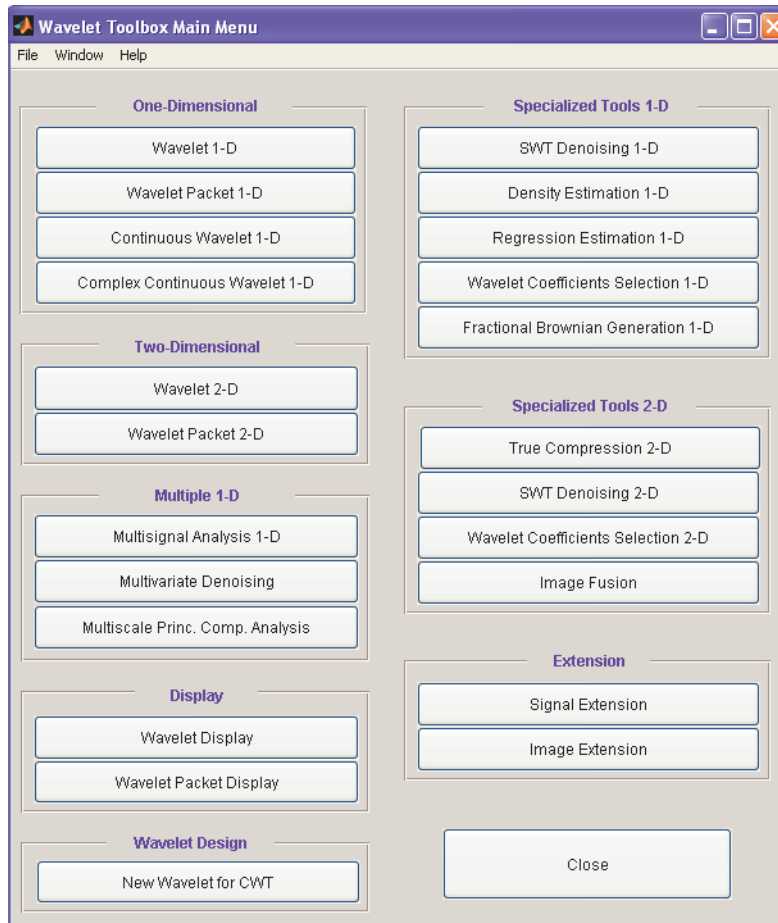 Wavelet Toolbox Main Menu
File Window Help
One-Dimensional
Wavelet 1-D
Wavelet Packet 1-D
Continuous Wavelet 1-D
Complex Continuous Wavelet 1-D
Two-Dimensional
Wavelet 2-D
Wavelet Packet 2-D
Multiple 1-D
Multisignal Analysis 1-D
Multivariate Denoising
Multiscale Princ. Comp. Analysis
Display
Wavelet Display
Wavelet Packet Display
Wavelet Design
New Wavelet for CWT
Specialized Tools 1-D
SWT Denoising 1-D
Density Estimation 1-D
Regression Estimation 1-D
Wavelet Coefficients Selection 1-D
Fractional Brownian Generation 1-D
Specialized Tools 2-D
True Compression 2-D
SWT Denoising 2-D
Wavelet Coefficients Selection 2-D
Image Fusion
Extension
Signal Extension
Image Extension
Close